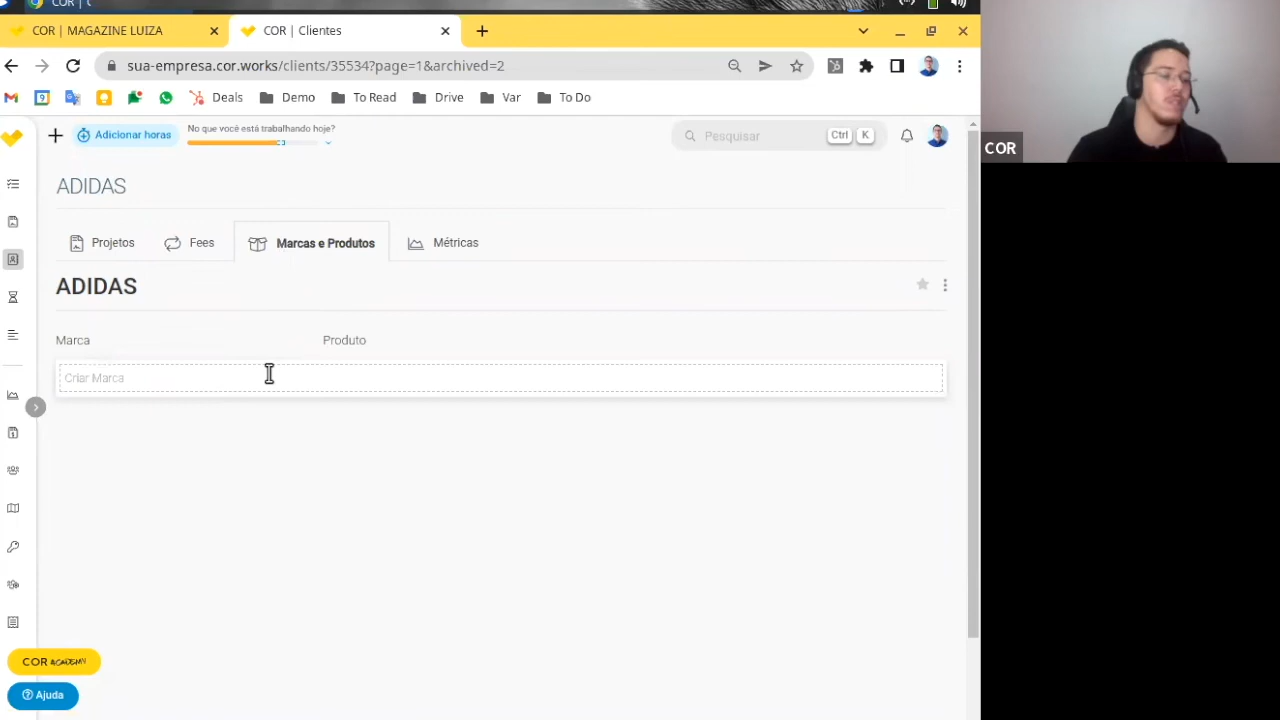 COR | MAGAZINE LUIZA
COR | Clientes
sua-empresa.cor.works/clients/35534?page=1&archived=2
Deals
Demo
To Read
Drive
Var
To Do
Adicionar horas
No que você está trabalhando hoje?
Pesquisar
Ctrl
K
COR
ADIDAS
Projetos
Fees
Marcas e Produtos
Métricas
ADIDAS
Marca
Produto
Criar Marca
COR ACADEMY
Ajuda